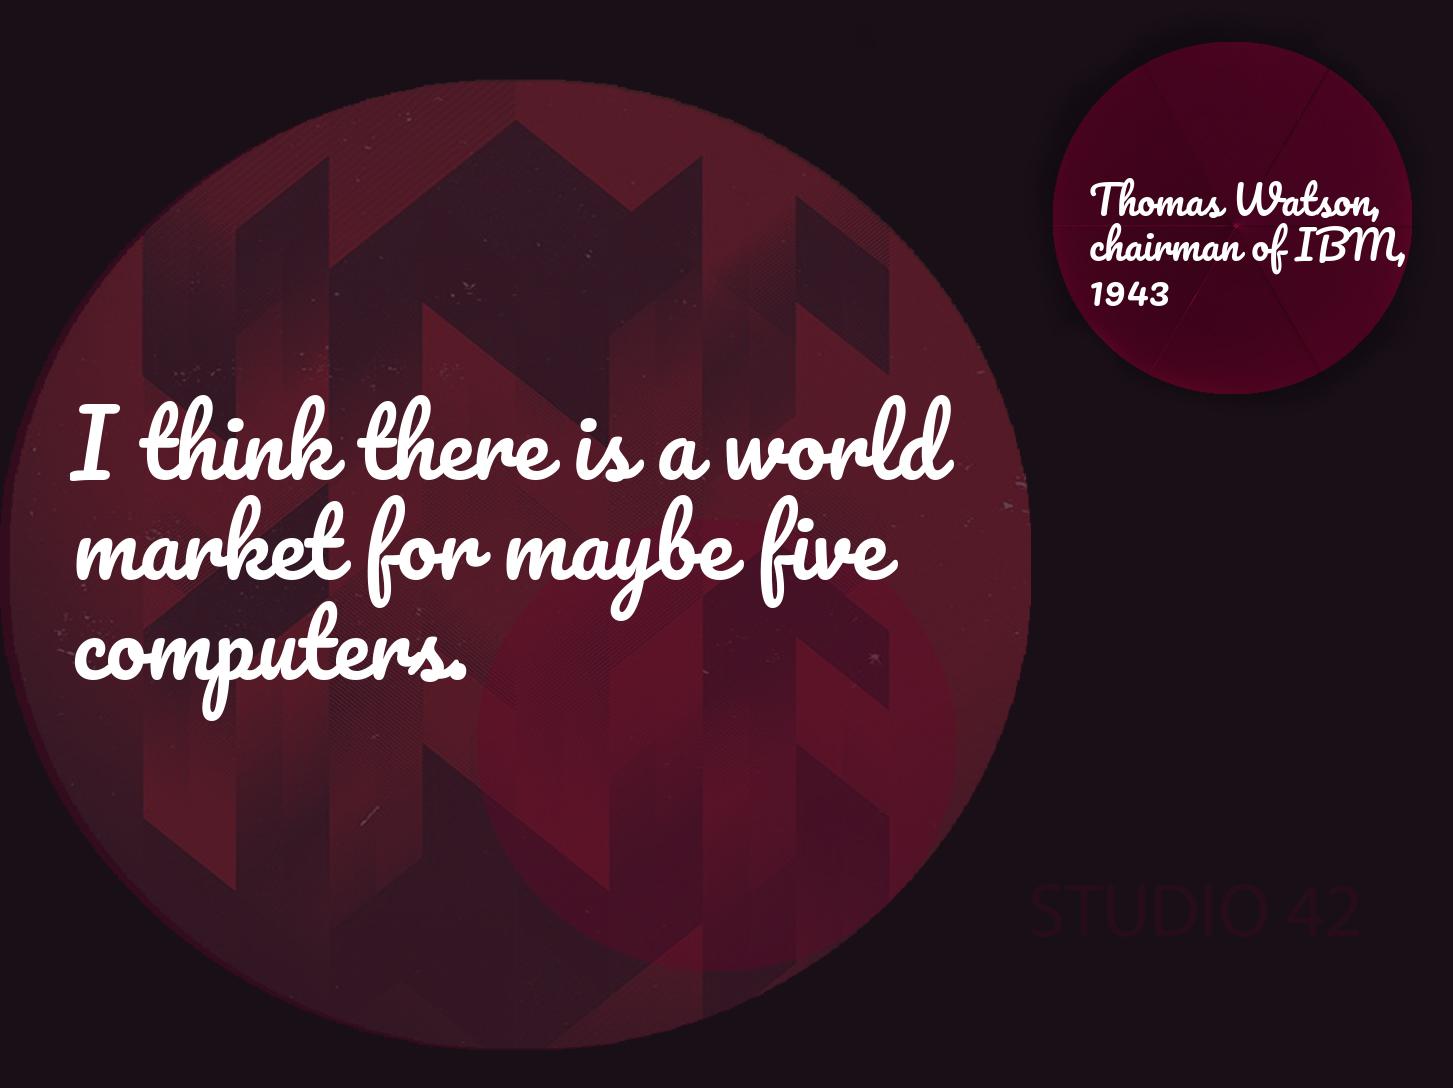 I think there is a world
market for maybe five
computers.
Thomas Watson,
chairman of IBM,
1943
STUDIO 42